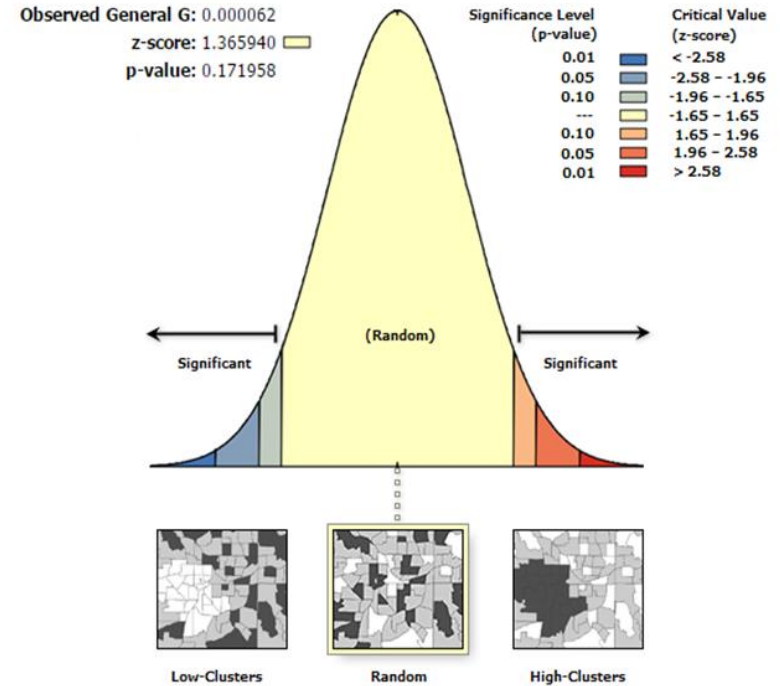 Observed General G: 0.000062
z-score: 1.365940
p-value: 0.171958
Significance Level
(p-value)
Critical Value
(z-score)
0.01 < -2.58
0.05 -2.58 – -1.96
0.10 -1.96 – -1.65
--- -1.65 – 1.65
0.10 1.65 – 1.96
0.05 1.96 – 2.58
0.01 > 2.58
(Random)
Significant
Significant
Low-Clusters
Random
High-Clusters